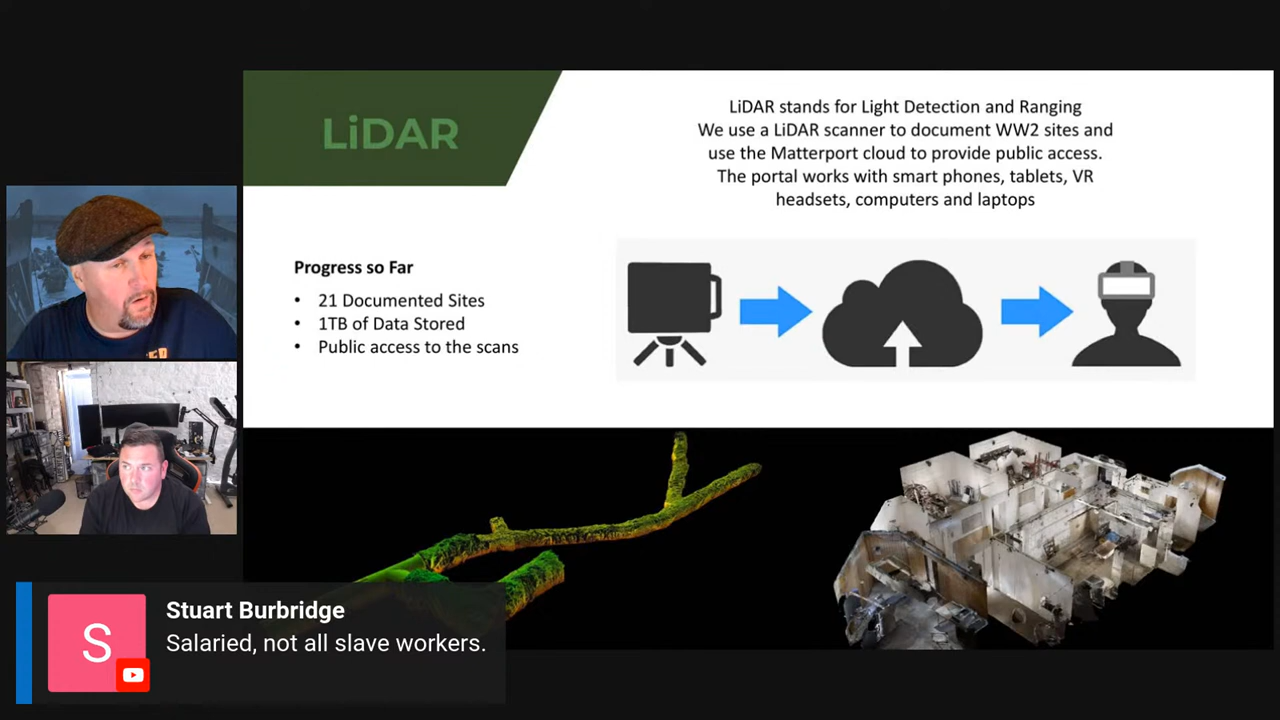 LiDAR
LiDAR stands for Light Detection and Ranging
We use a LiDAR scanner to document WW2 sites and
use the Matterport cloud to provide public access.
The portal works with smart phones, tablets, VR
headsets, computers and laptops
Progress so Far
• 21 Documented Sites
• 1TB of Data Stored
• Public access to the scans
S
Stuart Burbridge
Salaried, not all slave workers.